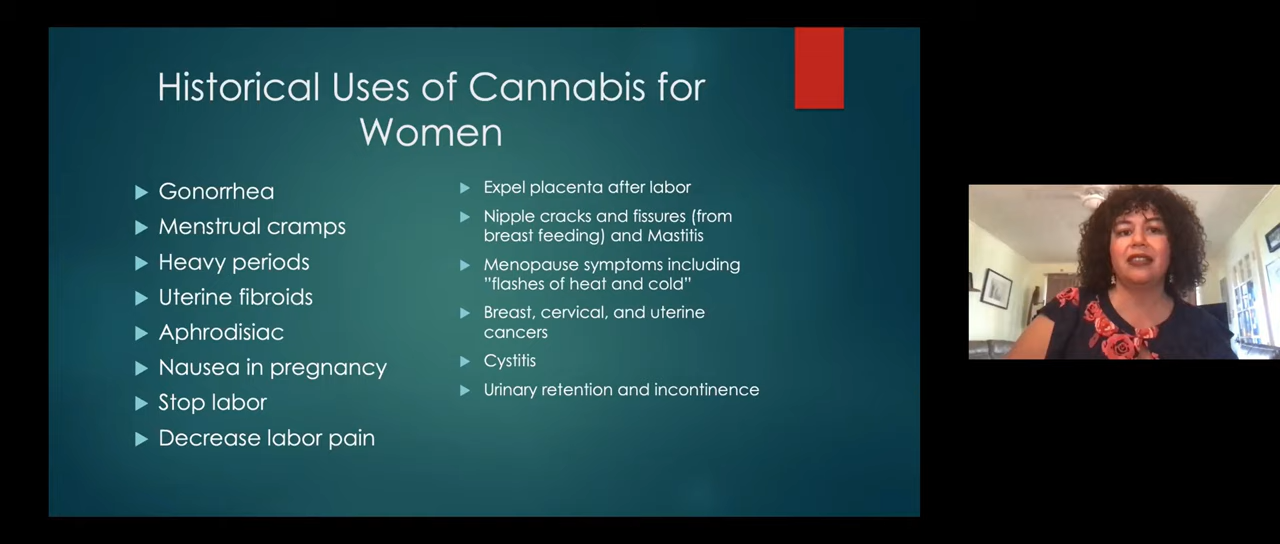 Historical Uses of Cannabis for
Women
Gonorrhea
Menstrual cramps
Heavy periods
Uterine fibroids
Aphrodisiac
Nausea in pregnancy
Stop labor
Decrease labor pain
Expel placenta after labor
Nipple cracks and fissures (from
breast feeding) and Mastitis
Menopause symptoms including
”flashes of heat and cold”
Breast, cervical, and uterine
cancers
Cystitis
Urinary retention and incontinence